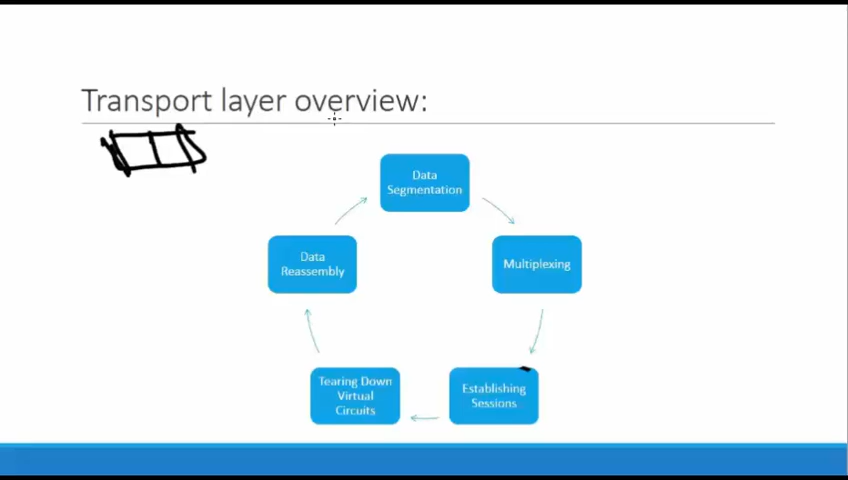 Transport layer overview:
Data
Segmentation
Multiplexing
Establishing
Sessions
Tearing Down
Virtual
Circuits
Data
Reassembly